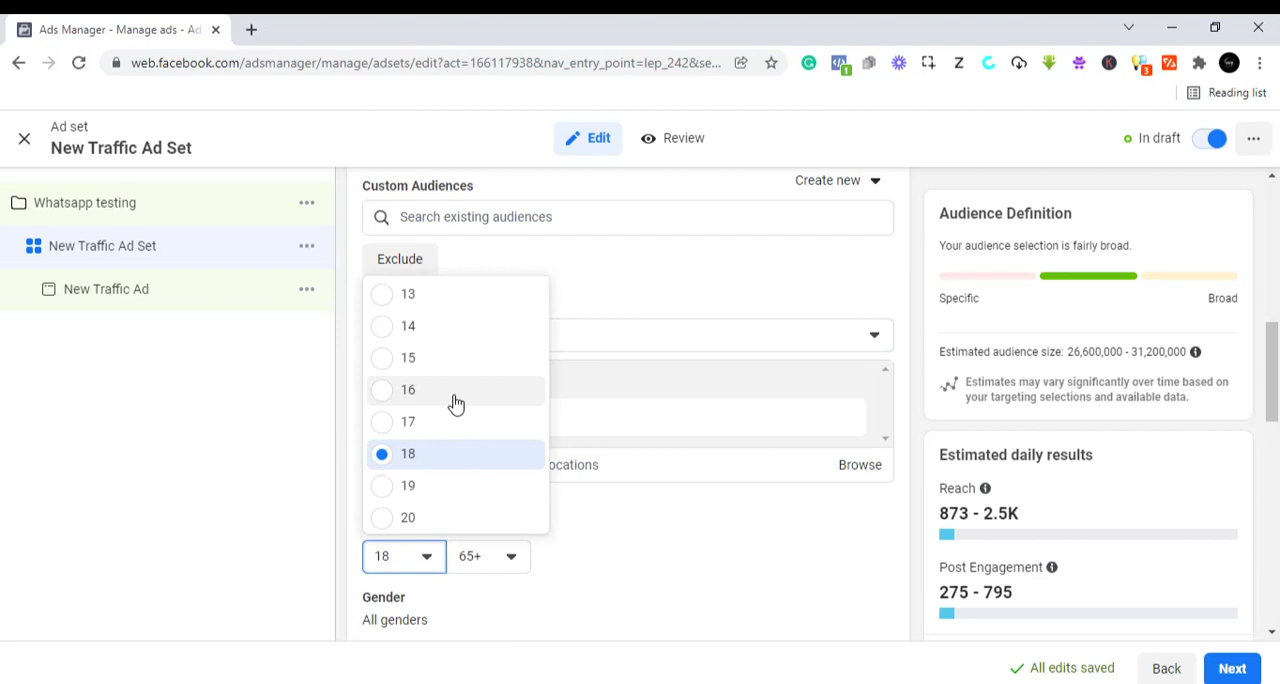 Ads Manager - Manage ads - Ad
web.facebook.com/adsmanager/manage/adsets/edit?act=166117938&nav_entry_point=lep_242&se...
1
Z
K
3
Reading list
Ad set
New Traffic Ad Set
Edit
Review
In draft
Whatsapp testing
New Traffic Ad Set
New Traffic Ad
Custom Audiences
Create new
Search existing audiences
Exclude
13
14
15
16
17
18
19
20
ocations
Browse
18
65+
Gender
All genders
Audience Definition
Your audience selection is fairly broad.
Specific
Broad
Estimated audience size: 26,600,000 - 31,200,000
Estimates may vary significantly over time based on
your targeting selections and available data.
Estimated daily results
Reach
873 - 2.5K
Post Engagement
275 - 795
All edits saved
Back
Next